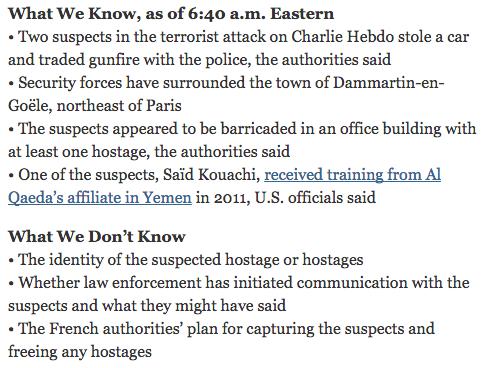 What We Know, as of 6:40 a.m. Eastern
• Two suspects in the terrorist attack on Charlie Hebdo stole a car
and traded gunfire with the police, the authorities said
• Security forces have surrounded the town of Dammartin-en-
Goële, northeast of Paris
• The suspects appeared to be barricaded in an office building with
at least one hostage, the authorities said
• One of the suspects, Saïd Kouachi, received training from Al
Qaeda’s affiliate in Yemen in 2011, U.S. officials said
What We Don’t Know
• The identity of the suspected hostage or hostages
• Whether law enforcement has initiated communication with the
suspects and what they might have said
• The French authorities’ plan for capturing the suspects and
freeing any hostages